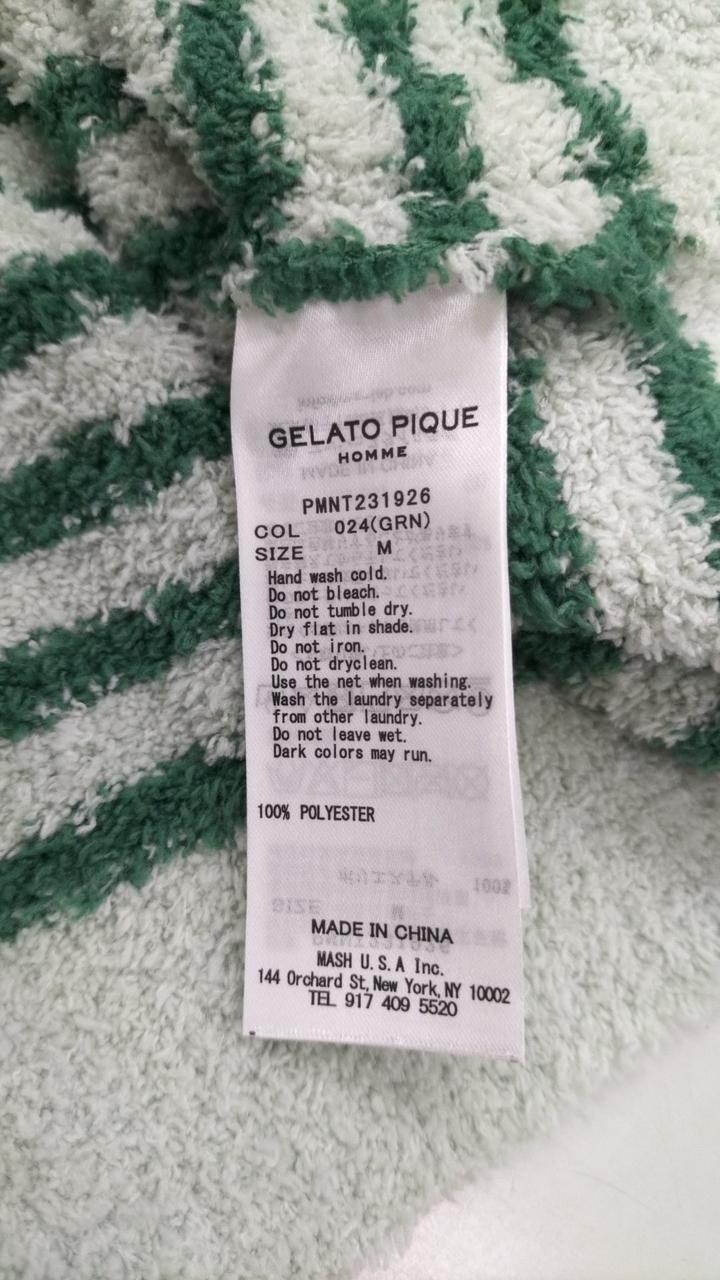 GELATO PIQUE
HOMME
PMNT231926
COL 024(GRN)
SIZE M
Hand wash cold.
Do not bleach.
Do not tumble dry.
Dry flat in shade.
Do not iron.
Do not dryclean.
Use the net when washing.
Wash the laundry separately
from other laundry.
Do not leave wet.
Dark colors may run.
100% POLYESTER
MADE IN CHINA
MASH U.S.A Inc.
144 Orchard St, New York, NY 10002
TEL 917 409 5520